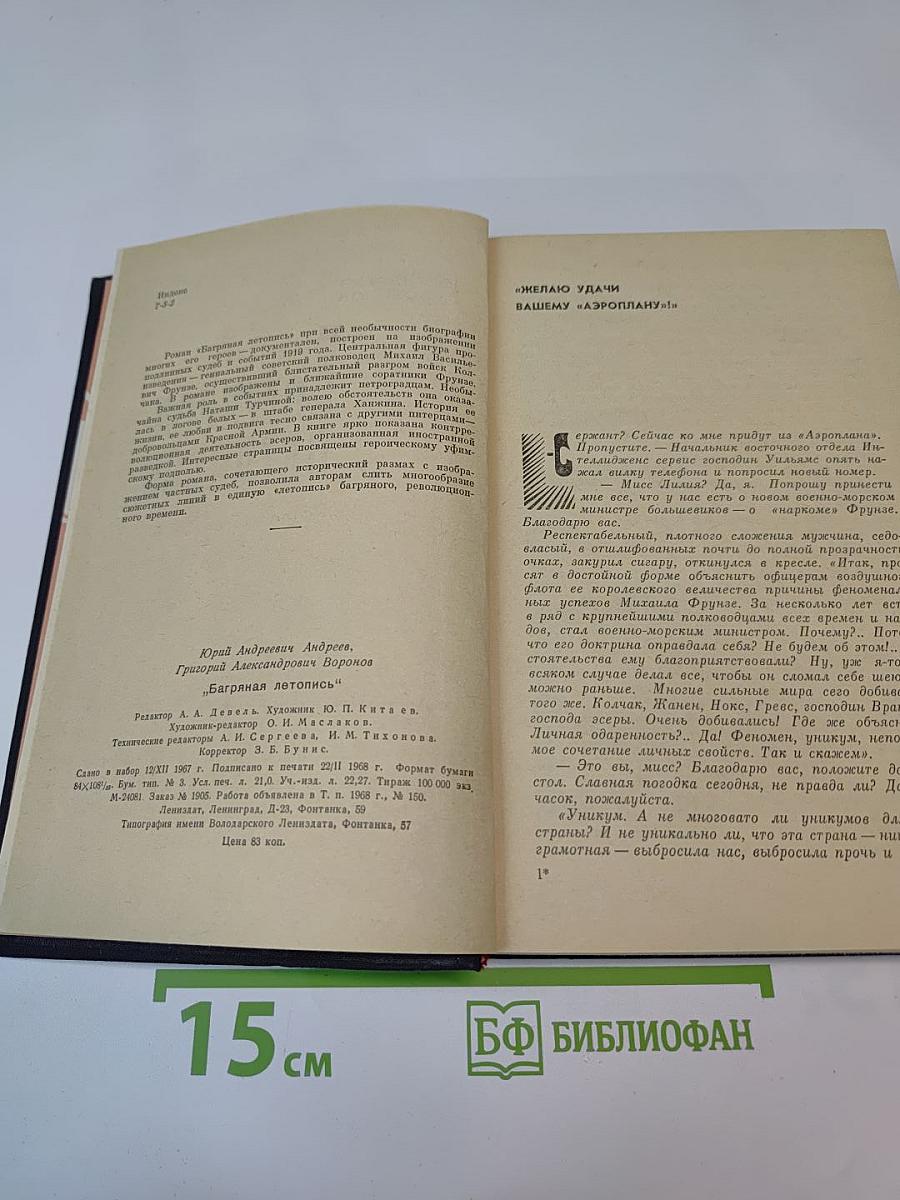 Индекс
7-3-2
Роман «Багряная летопись» при всей необычности биографии
многих его героев — документален, построен на изображении
подлинных судеб и событий 1919 года. Центральная фигура про-
изведения — гениальный советский полководец Михаил Василье-
вич Фрунзе, осуществивший блистательный разгром войск Кол-
чака. В романе изображены и ближайшие соратники Фрунзе.
Важная роль в событиях принадлежит петроградцам. Необы-
чайна судьба Наташи Турчиной: волею обстоятельств она оказа-
лась в логове белых — в штабе генерала Ханжина. История ее
жизни, ее любви и подвига тесно связана с другими питерцами—
добровольцами Красной Армии. В книге ярко показана контрре-
волюционная деятельность эсеров, организованная иностранной
разведкой. Интересные страницы посвящены героическому уфим-
скому подполью.
Форма романа, сочетающего исторический размах с изобра-
жением частных судеб, позволила авторам слить многообразие
сюжетных линий в единую «летопись» багряного, революцион-
ного времени.
Юрий Андреевич Андреев,
Григорий Александрович Воронов
„Багряная летопись“
Редактор А. А. Девель. Художник Ю. П. Китаев.
Художник-редактор О. И. Маслаков.
Технические редакторы А. И. Сергеева, И. М. Тихонова.
Корректор З. Б. Бунис.
Сдано в набор 12/XII 1967 г. Подписано к печати 22/II 1968 г. Формат бумаги
84×108¹/₃₂. Бум. тип. № 3. Усл. печ. л. 21,0. Уч.-изд. л. 22,27. Тираж 100 000 экз.
М-24081. Заказ № 1905. Работа объявлена в Т. п. 1968 г., № 150.
Лениздат, Ленинград, Д-23, Фонтанка, 59
Типография имени Володарского Лениздата, Фонтанка, 57
Цена 83 коп.
«ЖЕЛАЮ УДАЧИ
ВАШЕМУ «АЭРОПЛАНУ»!»
-Сержант? Сейчас ко мне придут из «Аэроплана».
Пропустите. — Начальник восточного отдела Ин-
теллидженс сервис господин Уильямс опять на-
жал вилку телефона и попросил новый номер.
— Мисс Лилия? Да, я. Попрошу принести
мне все, что у нас есть о новом военно-морском
министре большевиков — о «наркоме» Фрунзе.
Благодарю вас.
Респектабельный, плотного сложения мужчина, седо-
власый, в отшлифованных почти до полной прозрачност
очках, закурил сигару, откинулся в кресле. «Итак, про
сят в достойной форме объяснить офицерам воздушног
флота ее королевского величества причины феноменал
ных успехов Михаила Фрунзе. За несколько лет вст
в ряд с крупнейшими полководцами всех времен и на
дов, стал военно-морским министром. Почему?.. Пот
что его доктрина оправдала себя? Не будем об этом!..
стоятельства ему благоприятствовали? Ну, уж я-то
всяком случае делал все, чтобы он сломал себе шею
можно раньше. Многие сильные мира сего добива
того же. Колчак, Жанен, Нокс, Гревс, господин Вран
господа эсеры. Очень добивались! Где же объясн
Личная одаренность?.. Да! Феномен, уникум, непо
мое сочетание личных свойств. Так и скажем».
— Это вы, мисс? Благодарю вас, положите до
стол. Славная погодка сегодня, не правда ли? Да
часок, пожалуйста.
«Уникум. А не многовато ли уникумов дл
страны? И не уникально ли, что эта страна — нищ
грамотная — выбросила нас, выбросила прочь и
1*
15 см
БФ БИБЛИОФАН